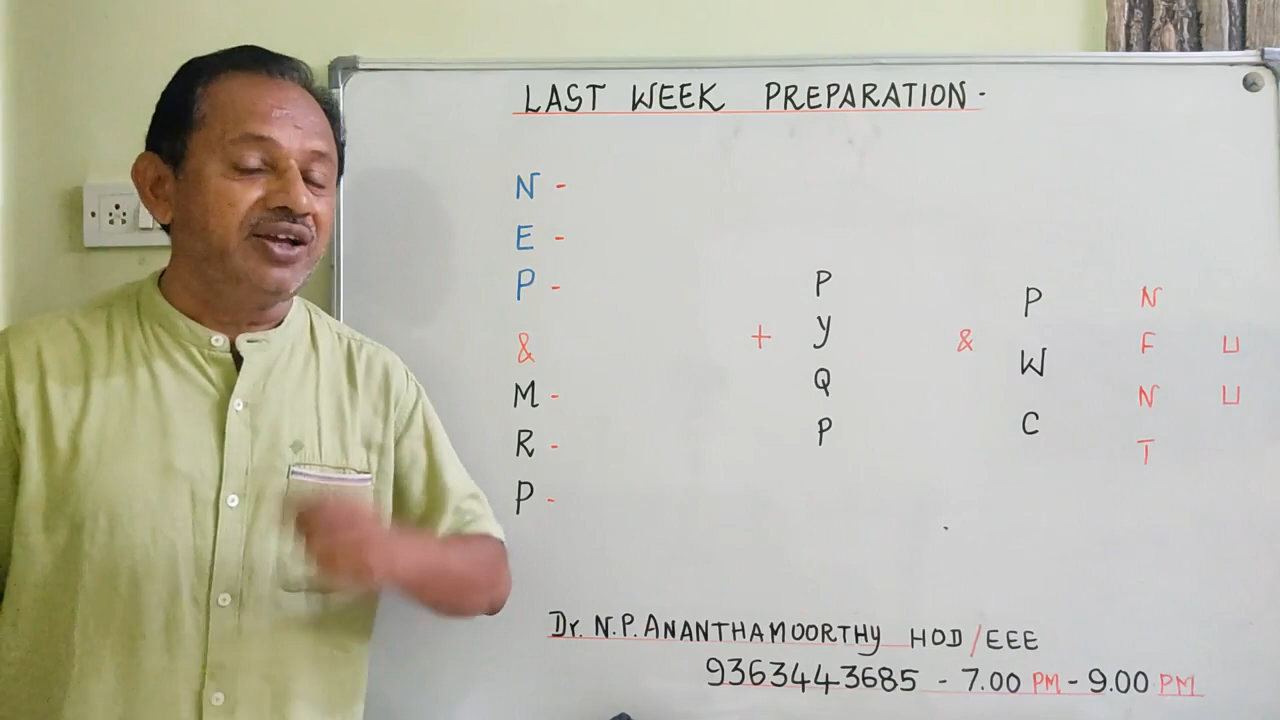 LAST WEEK PREPARATION.
N -
E -
P -
&
M -
R -
P -
+
P
Y
Q
P
&
P
W
C
N
F
N
T
U
U
Dr. N.P. ANANTHAMOORTHY HOD/EEE
9363443685 - 7.00 PM - 9.00 PM